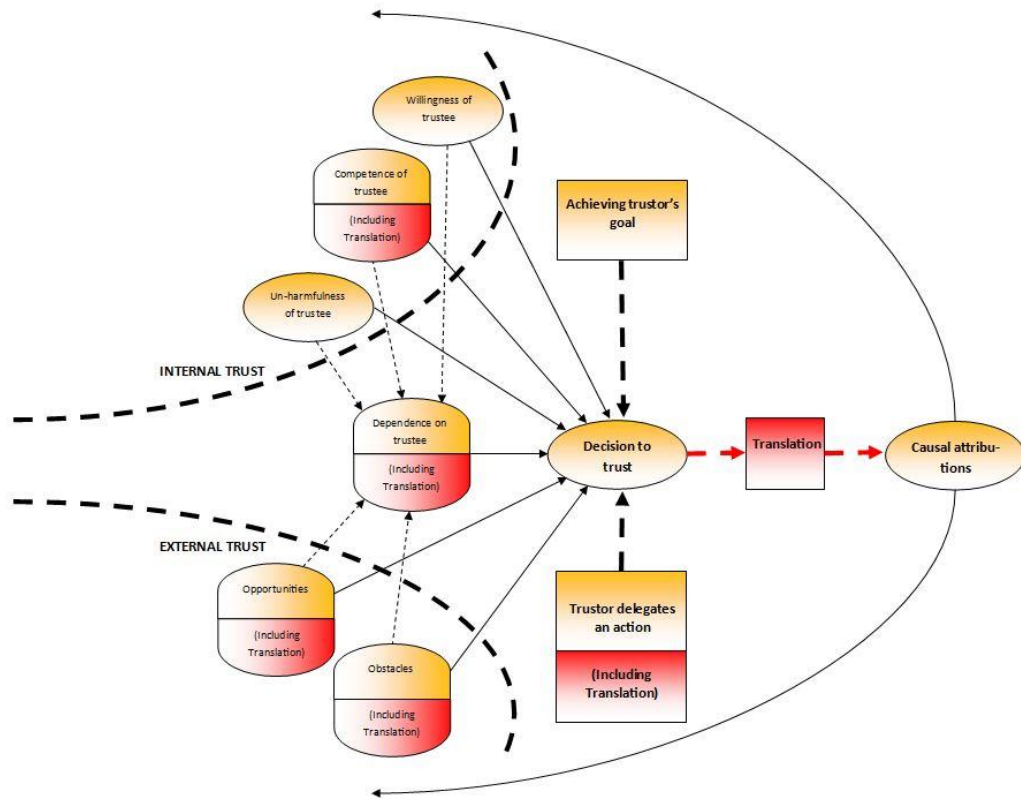 Willingness of
trustee
Competence of
trustee
(Including
Translation)
Achieving trustor's
goal
Un-harmfulness
of trustee
INTERNAL TRUST
Dependence on
trustee
(Including
Translation)
Decision to
trust
Translation
Causal attribu-
tions
EXTERNAL TRUST
Opportunities
(Including
Translation)
Trustor delegates
an action
(Including
Translation)
Obstacles
(Including
Translation)